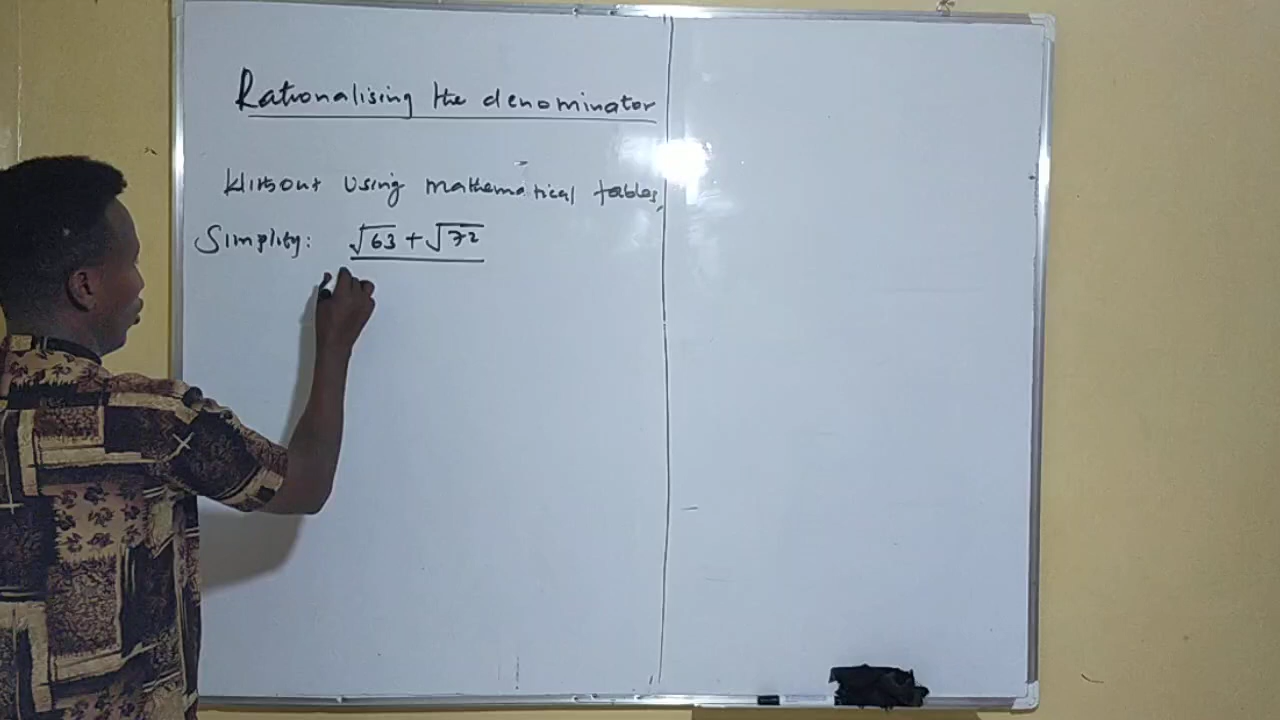 Rationalising the denominator
Without using mathematical tables,
Simplify: √63 + √72